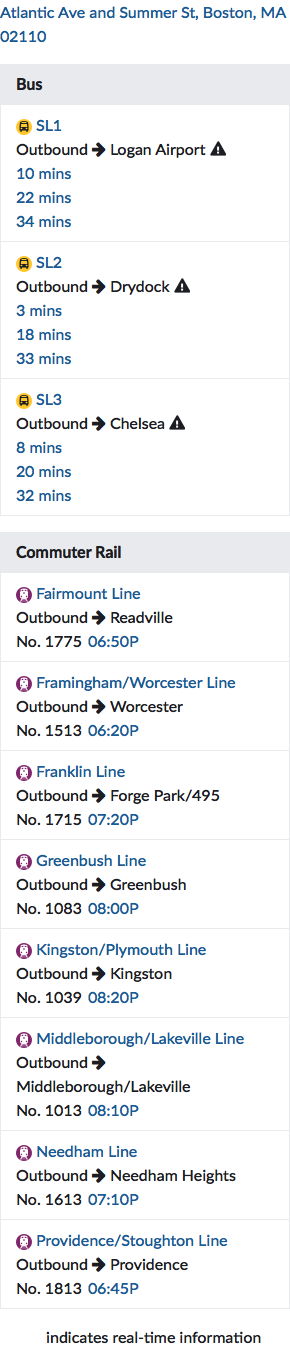 Atlantic Ave and Summer St, Boston, MA
02110
Bus
SL1
Outbound → Logan Airport
10 mins
22 mins
34 mins
SL2
Outbound → Drydock
3 mins
18 mins
33 mins
SL3
Outbound → Chelsea
8 mins
20 mins
32 mins
Commuter Rail
Fairmount Line
Outbound → Readville
No. 1775 06:50P
Framingham/Worcester Line
Outbound → Worcester
No. 1513 06:20P
Franklin Line
Outbound → Forge Park/495
No. 1715 07:20P
Greenbush Line
Outbound → Greenbush
No. 1083 08:00P
Kingston/Plymouth Line
Outbound → Kingston
No. 1039 08:20P
Middleborough/Lakeville Line
Outbound →
Middleborough/Lakeville
No. 1013 08:10P
Needham Line
Outbound → Needham Heights
No. 1613 07:10P
Providence/Stoughton Line
Outbound → Providence
No. 1813 06:45P
indicates real-time information